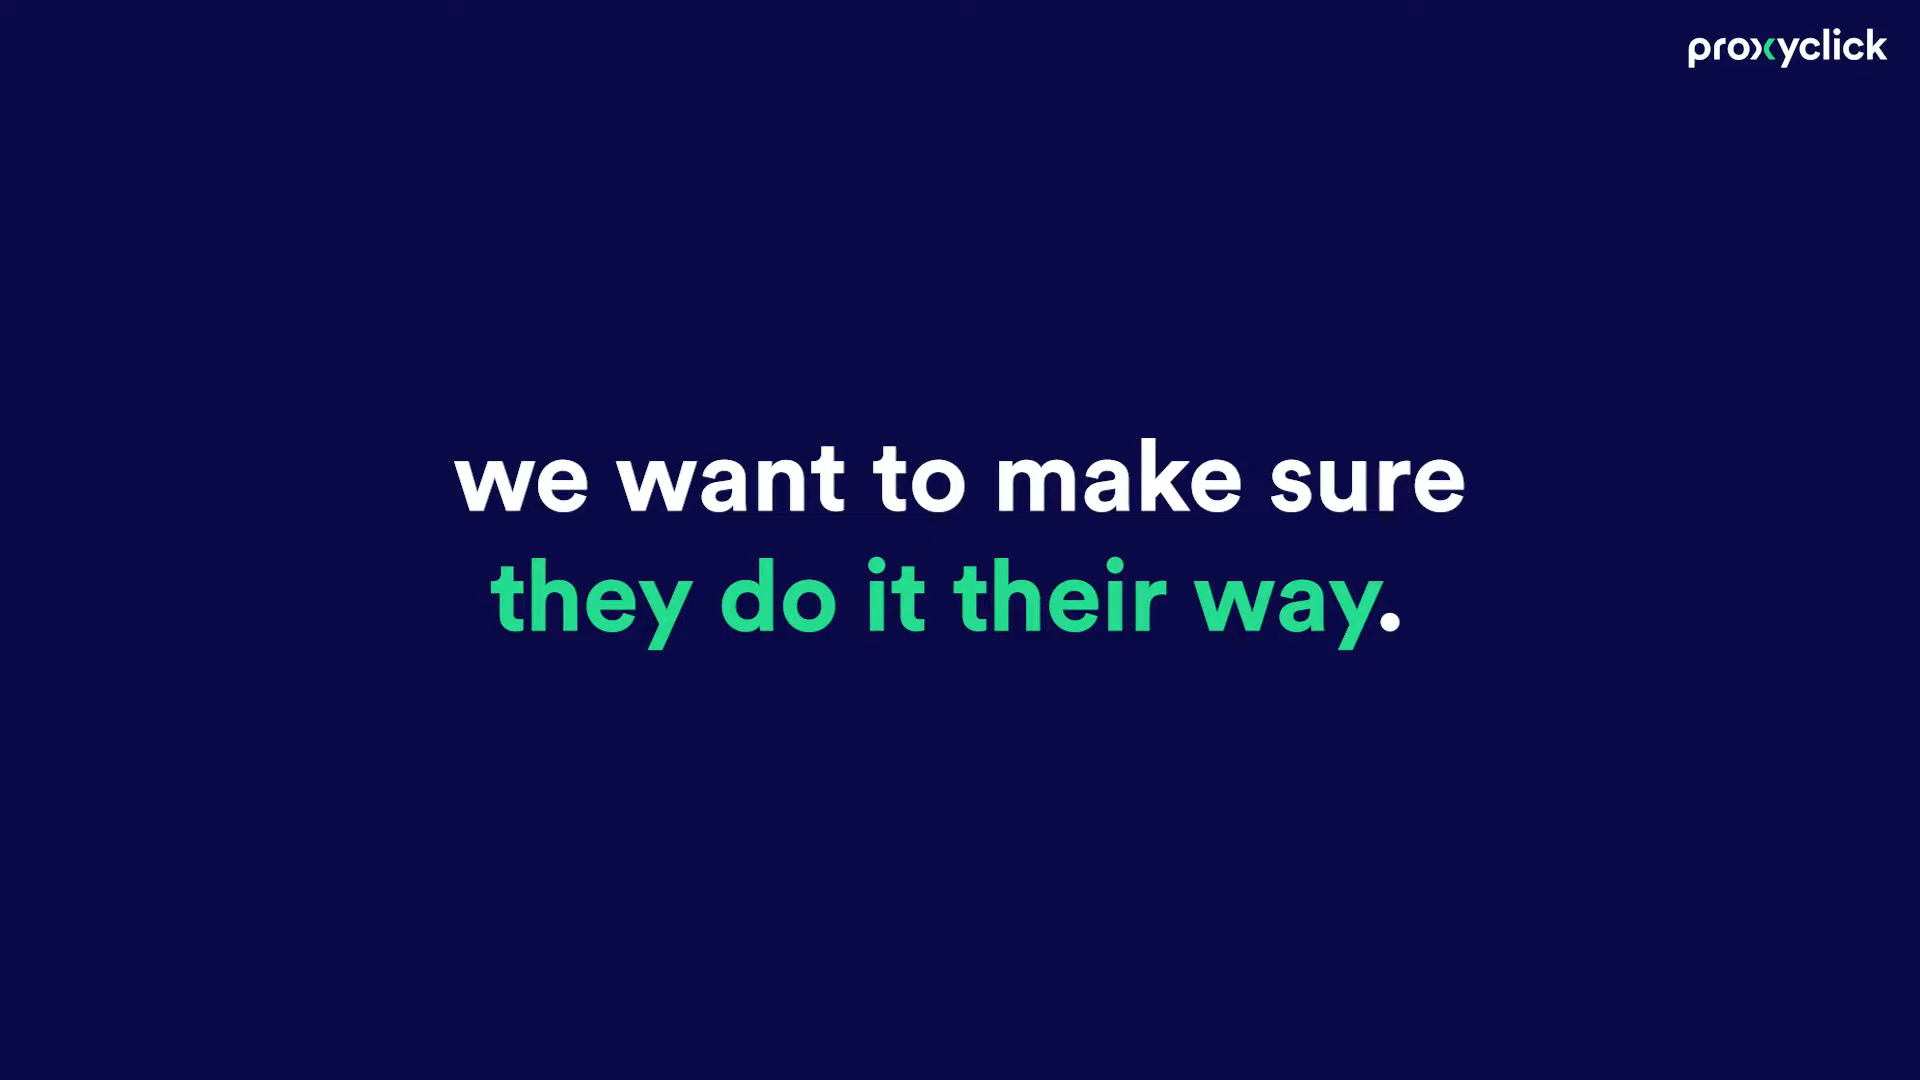 proxyclick
we want to make sure
they do it their way.